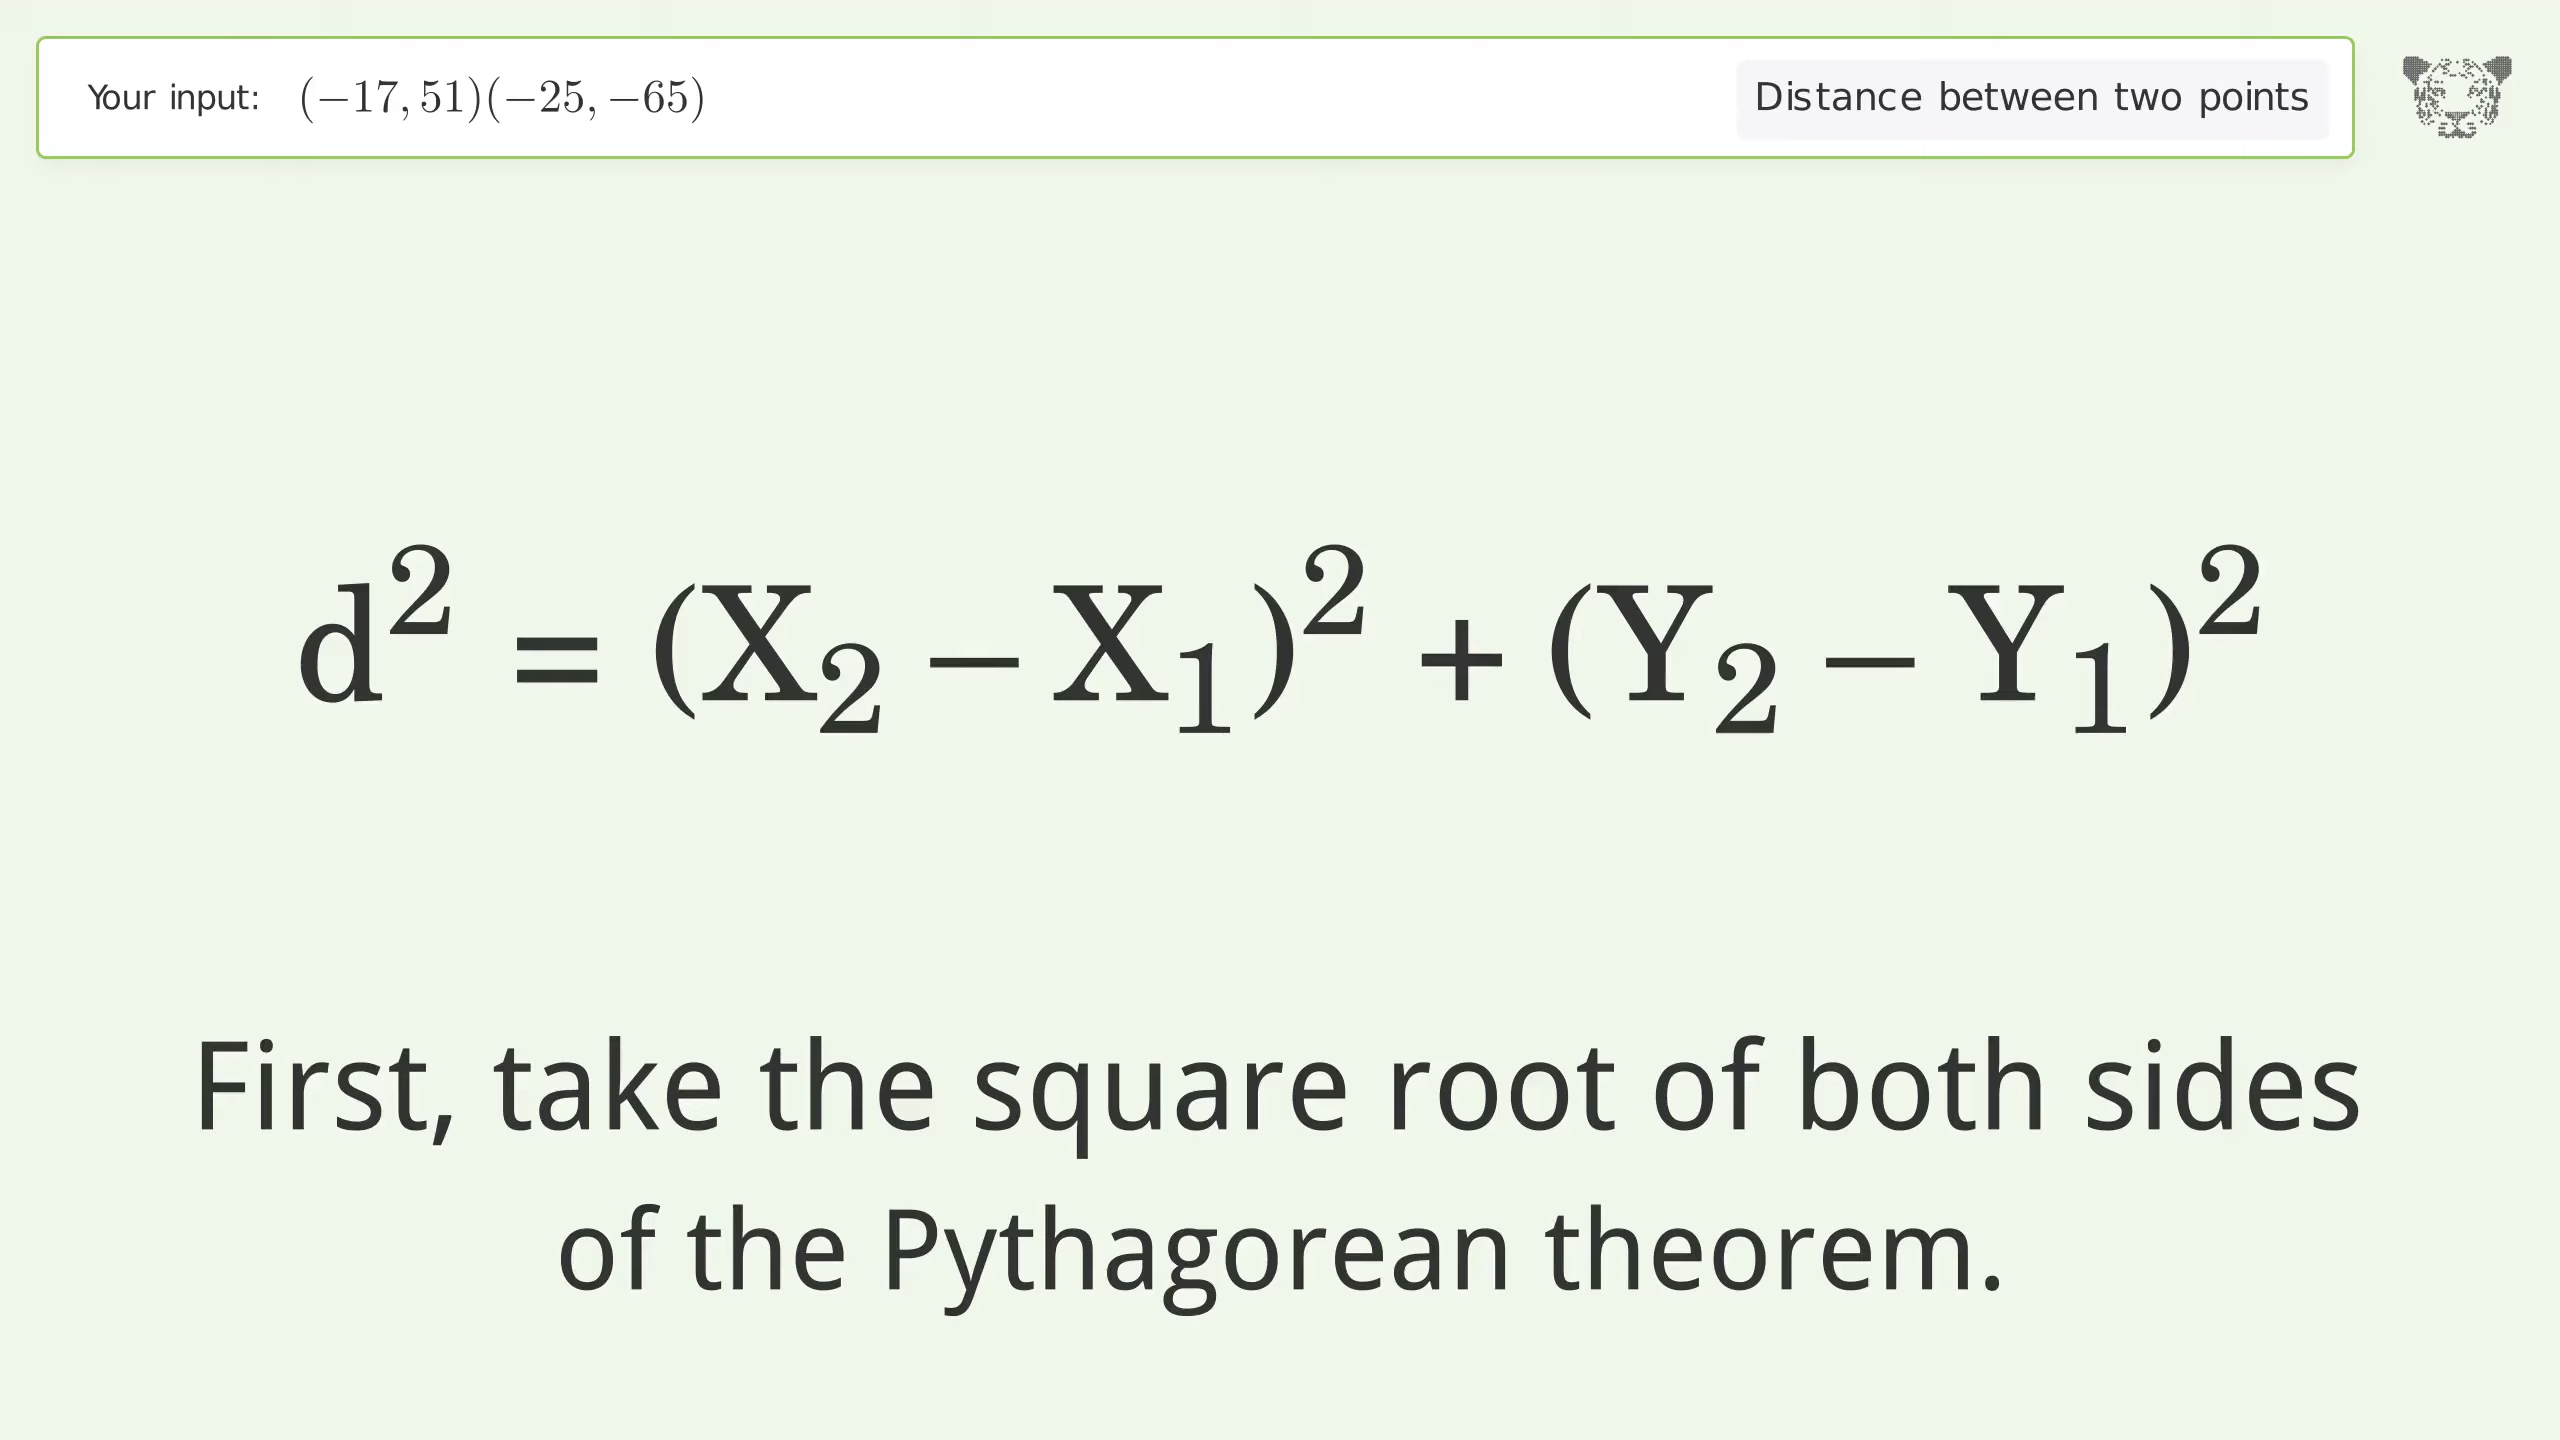 Your input: (−17, 51)(−25, −65)
Distance between two points
d² = (X₂ − X₁)² + (Y₂ − Y₁)²
First, take the square root of both sides
of the Pythagorean theorem.